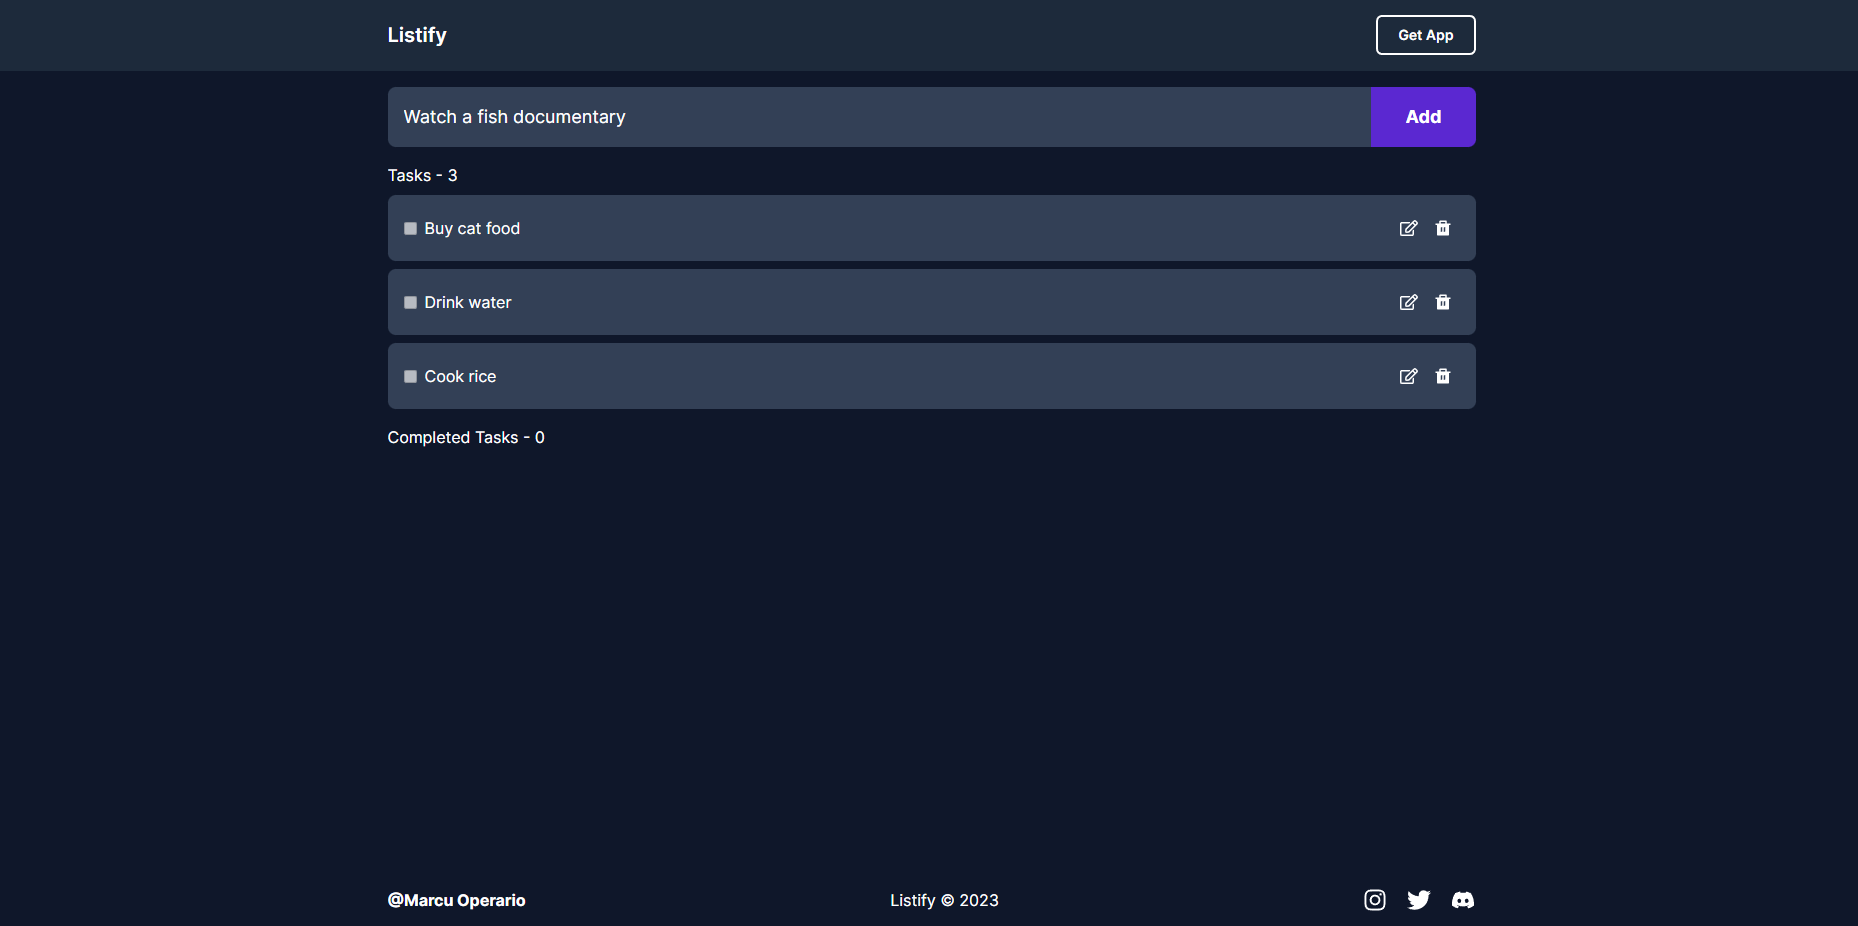 Listify
Get App
Watch a fish documentary
Add
Tasks - 3
Buy cat food
Drink water
Cook rice
Completed Tasks - 0
@Marcu Operario
Listify © 2023